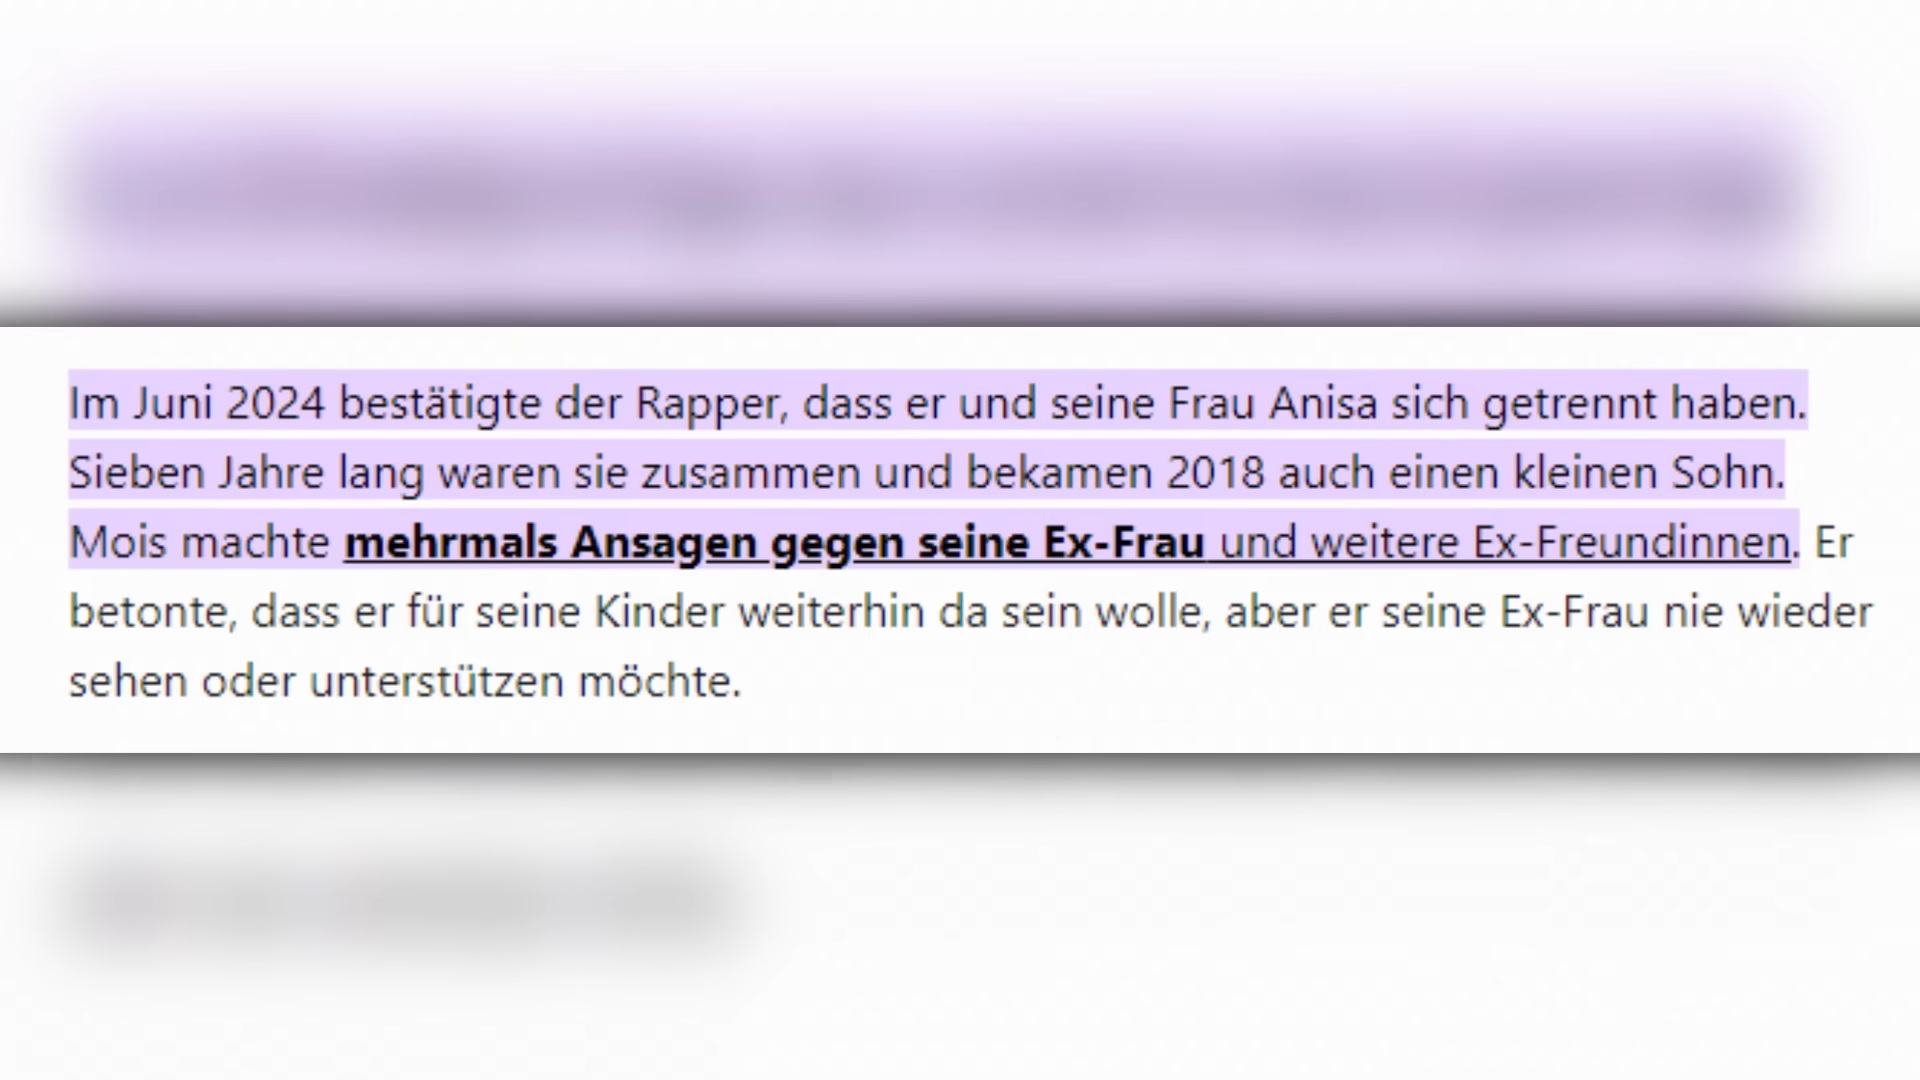 Im Juni 2024 bestätigte der Rapper, dass er und seine Frau Anisa sich getrennt haben.
Sieben Jahre lang waren sie zusammen und bekamen 2018 auch einen kleinen Sohn.
Mois machte mehrmals Ansagen gegen seine Ex-Frau und weitere Ex-Freundinnen. Er
betonte, dass er für seine Kinder weiterhin da sein wolle, aber er seine Ex-Frau nie wieder
sehen oder unterstützen möchte.